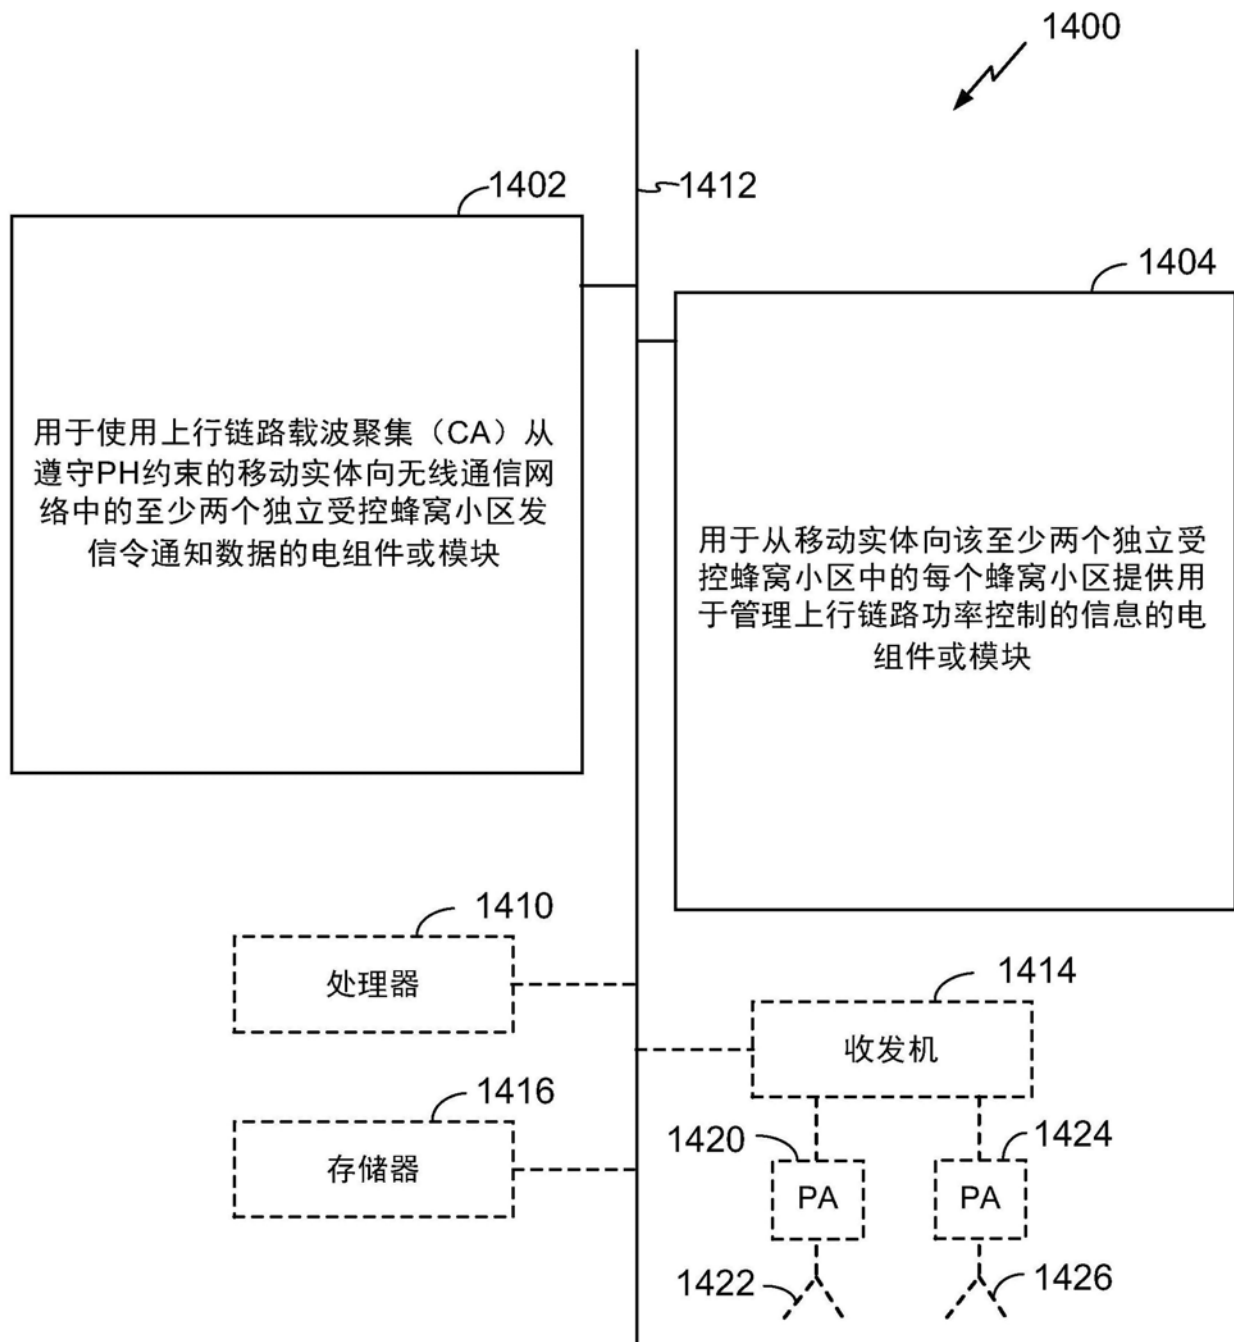 1400
1402
1412
1404
用于使用上行链路载波聚集（CA）从
遵守PH约束的移动实体向无线通信网
络中的至少两个独立受控蜂窝小区发
信令通知数据的电组件或模块
用于从移动实体向该至少两个独立受
控蜂窝小区中的每个蜂窝小区提供用
于管理上行链路功率控制的信息的电
组件或模块
1410
处理器
1414
收发机
1416
存储器
1420
1424
PA
PA
1422
1426